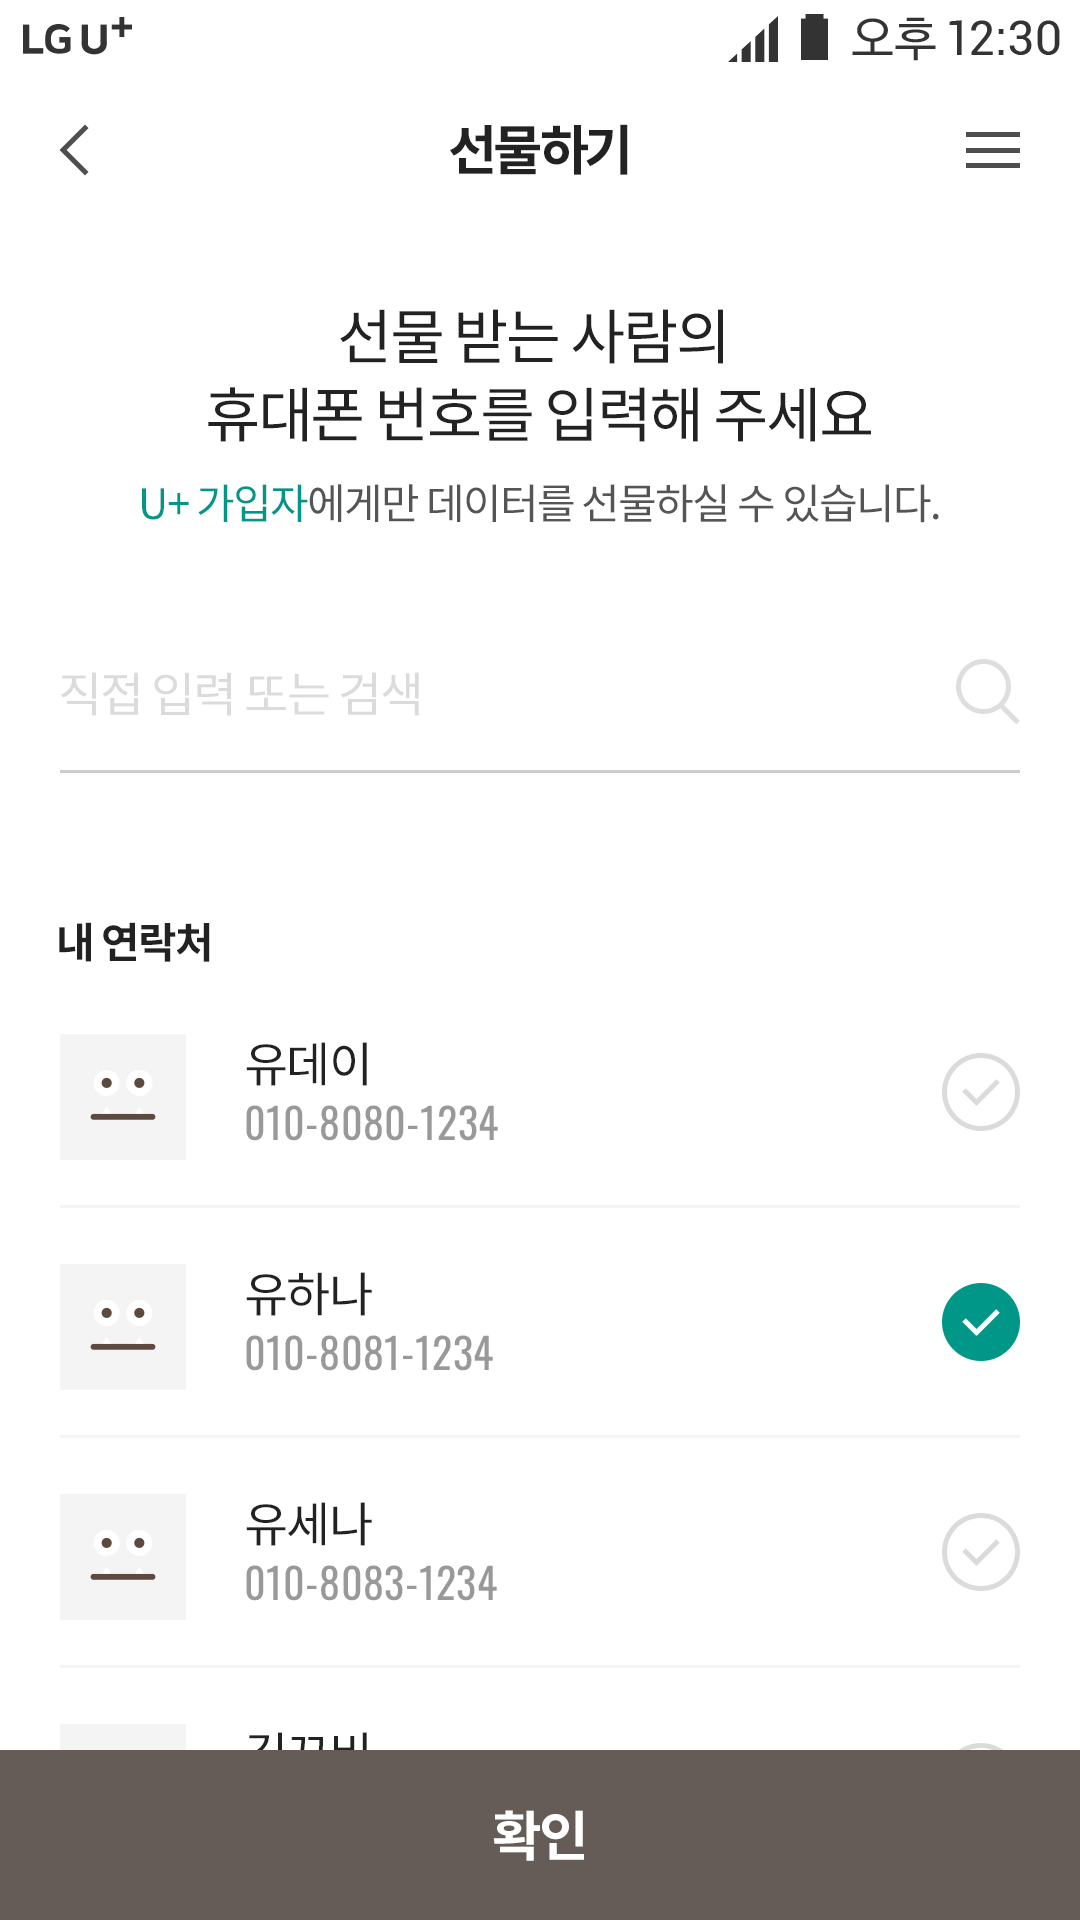 LG U+ 오후 12:30
선물하기
선물 받는 사람의
휴대폰 번호를 입력해 주세요
U+ 가입자에게만 데이터를 선물하실 수 있습니다.
직접 입력 또는 검색
내 연락처
유데이
010-8080-1234
유하나
010-8081-1234
유세나
010-8083-1234
확인